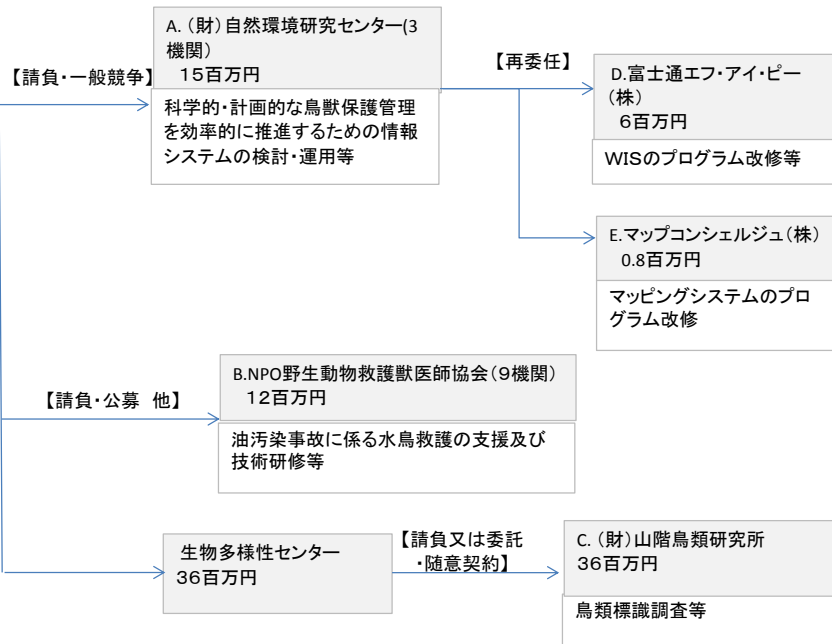 【請負・一般競争】
A. (財)自然環境研究センター(3
機関)
15百万円
科学的・計画的な鳥獣保護管理
を効率的に推進するための情報
システムの検討・運用等
【再委任】
D.富士通エフ・アイ・ピー
(株)
6百万円
WISのプログラム改修等
E.マップコンシェルジュ(株)
0.8百万円
マッピングシステムのプロ
グラム改修
【請負・公募 他】
B.NPO野生動物救護獣医師協会(9機関)
12百万円
油汚染事故に係る水鳥救護の支援及び
技術研修等
生物多様性センター
36百万円
【請負又は委託
・随意契約】
C. (財)山階鳥類研究所
36百万円
鳥類標識調査等